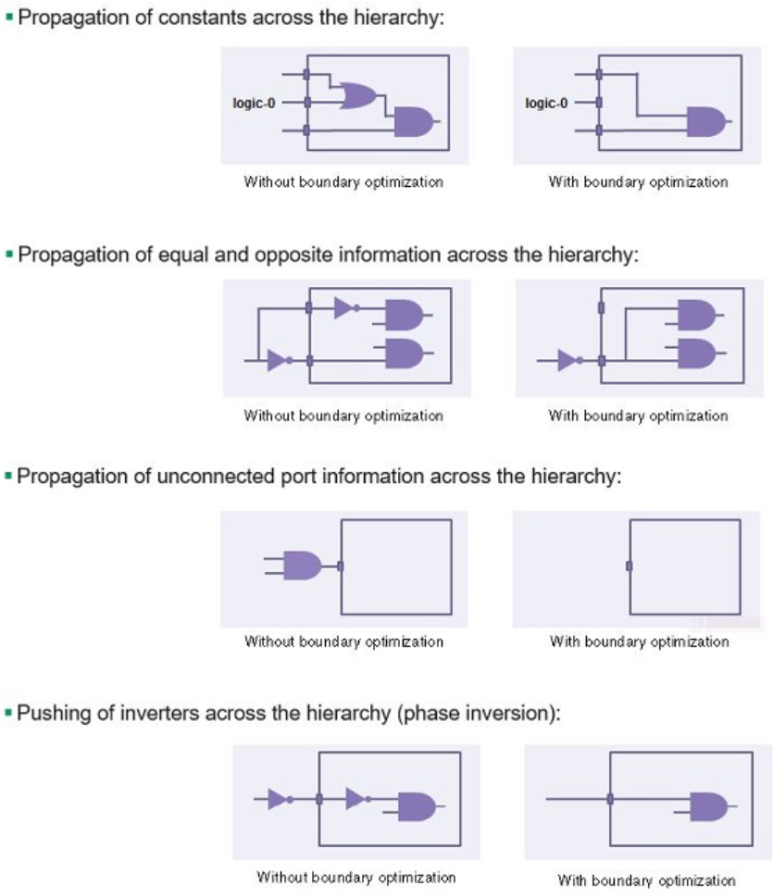 ▪ Propagation of constants across the hierarchy:
logic-0
logic-0
Without boundary optimization
With boundary optimization
▪ Propagation of equal and opposite information across the hierarchy:
Without boundary optimization
With boundary optimization
▪ Propagation of unconnected port information across the hierarchy:
Without boundary optimization
With boundary optimization
▪ Pushing of inverters across the hierarchy (phase inversion):
Without boundary optimization
With boundary optimization